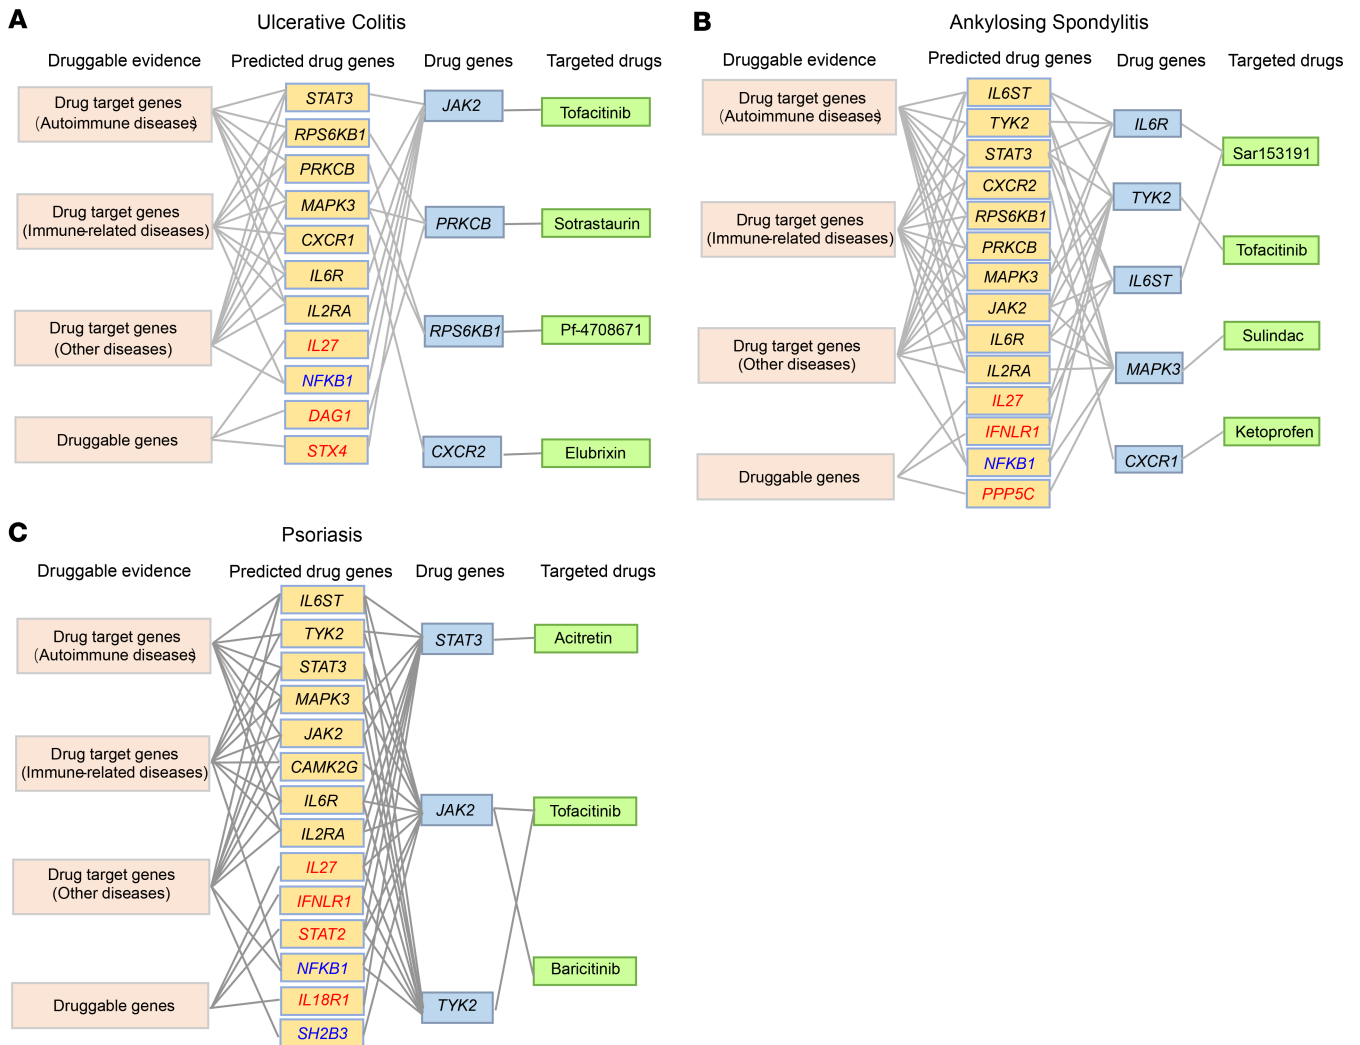 A
Ulcerative Colitis
Druggable evidence
Predicted drug genes
Drug genes
Targeted drugs
Drug target genes
(Autoimmune diseases)
Drug target genes
(Immune-related diseases)
Drug target genes
(Other diseases)
Druggable genes
STAT3
RPS6KB1
PRKCB
MAPK3
CXCR1
IL6R
IL2RA
IL27
NFKB1
DAG1
STX4
JAK2
PRKCB
RPS6KB1
CXCR2
Tofacitinib
Sotrastaurin
Pf-4708671
Elubrixin
B
Ankylosing Spondylitis
Druggable evidence
Predicted drug genes
Drug genes
Targeted drugs
Drug target genes
(Autoimmune diseases)
Drug target genes
(Immune-related diseases)
Drug target genes
(Other diseases)
Druggable genes
IL6ST
TYK2
STAT3
CXCR2
RPS6KB1
PRKCB
MAPK3
JAK2
IL6R
IL2RA
IL27
IFNLR1
NFKB1
PPP5C
IL6R
TYK2
IL6ST
MAPK3
CXCR1
Sar153191
Tofacitinib
Sulindac
Ketoprofen
C
Psoriasis
Druggable evidence
Predicted drug genes
Drug genes
Targeted drugs
Drug target genes
(Autoimmune diseases)
Drug target genes
(Immune-related diseases)
Drug target genes
(Other diseases)
Druggable genes
IL6ST
TYK2
STAT3
MAPK3
JAK2
CAMK2G
IL6R
IL2RA
IL27
IFNLR1
STAT2
NFKB1
IL18R1
SH2B3
STAT3
JAK2
TYK2
Acitretin
Tofacitinib
Baricitinib